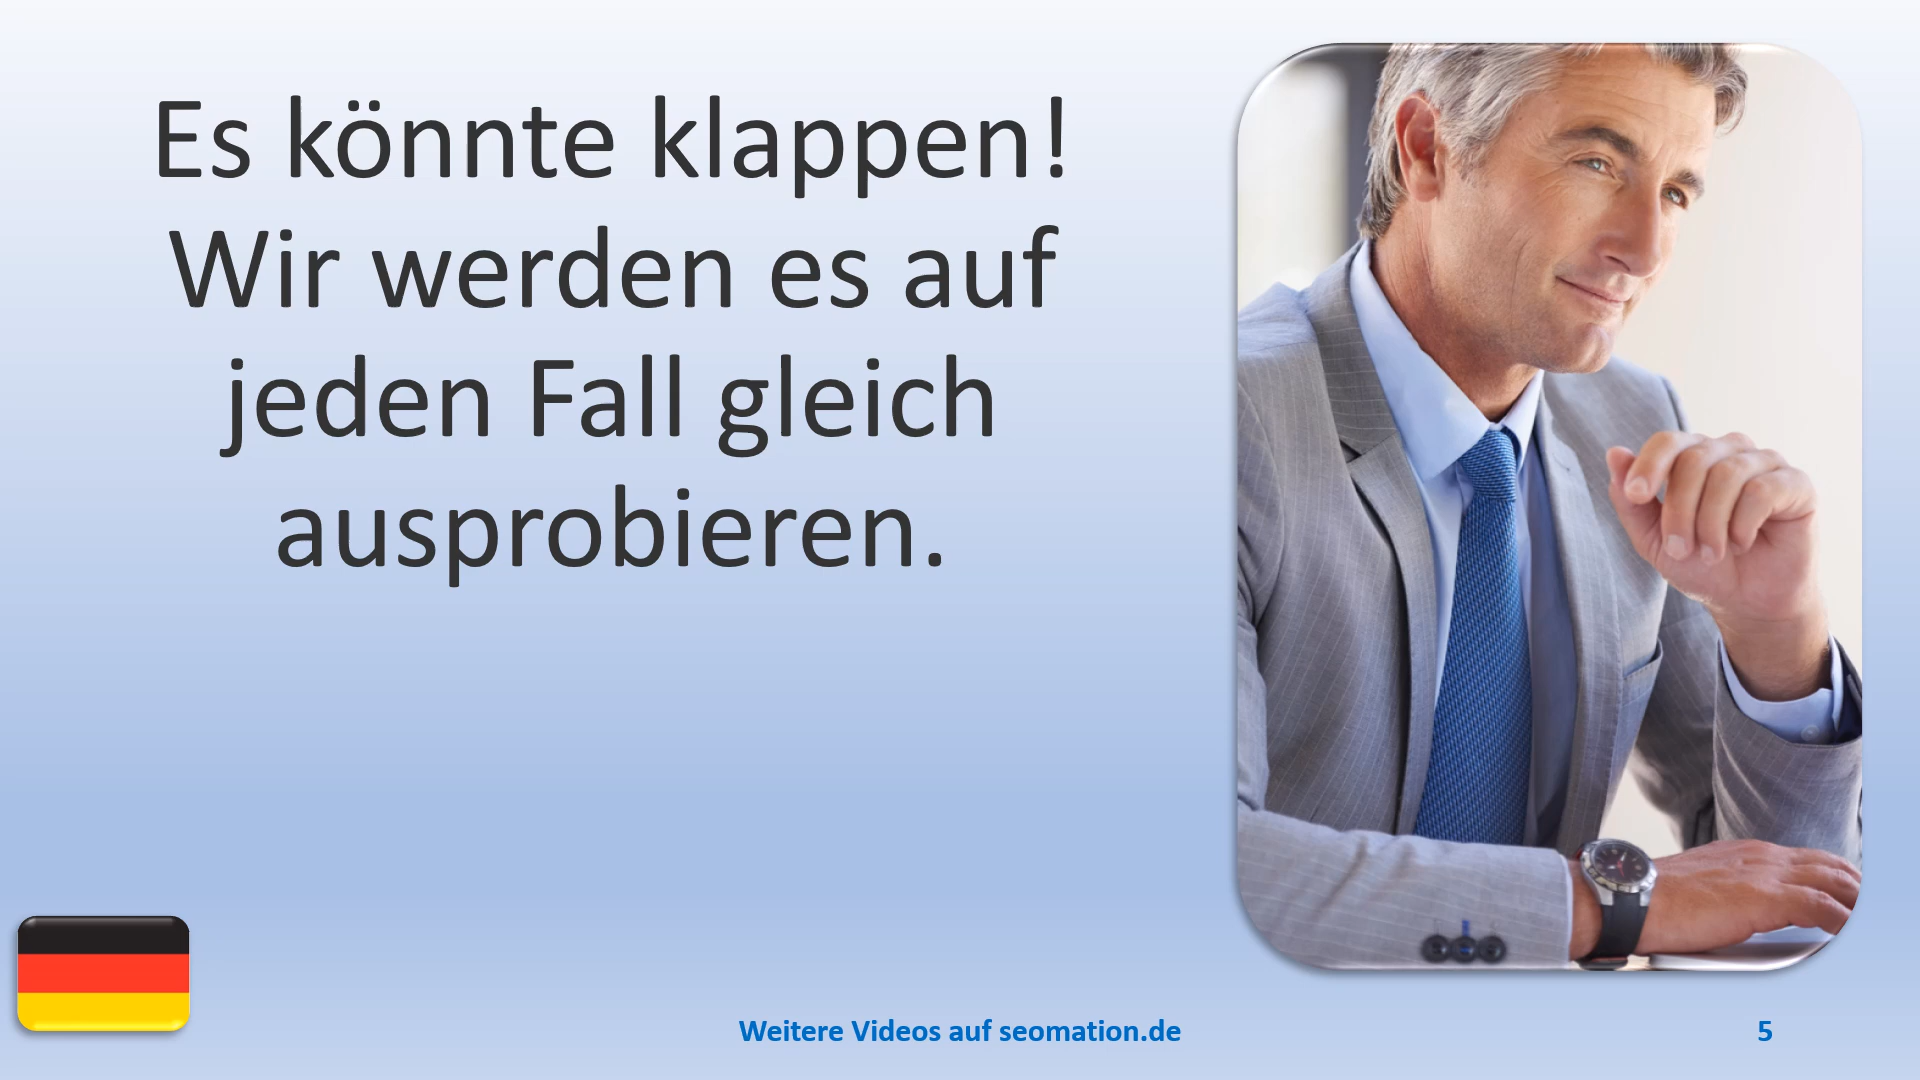 Es könnte klappen!
Wir werden es auf
jeden Fall gleich
ausprobieren.
Weitere Videos auf seomation.de
5